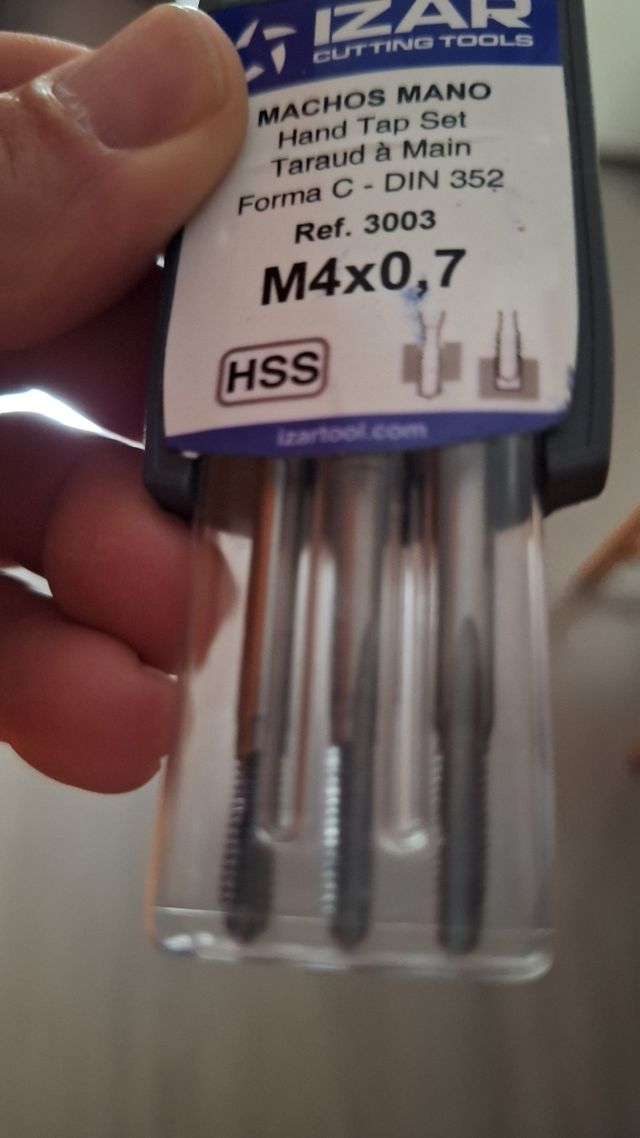 IZAR
CUTTING TOOLS
MACHOS MANO
Hand Tap Set
Taraud à Main
Forma C - DIN 352
Ref. 3003
M4x0,7
HSS
izartool.com